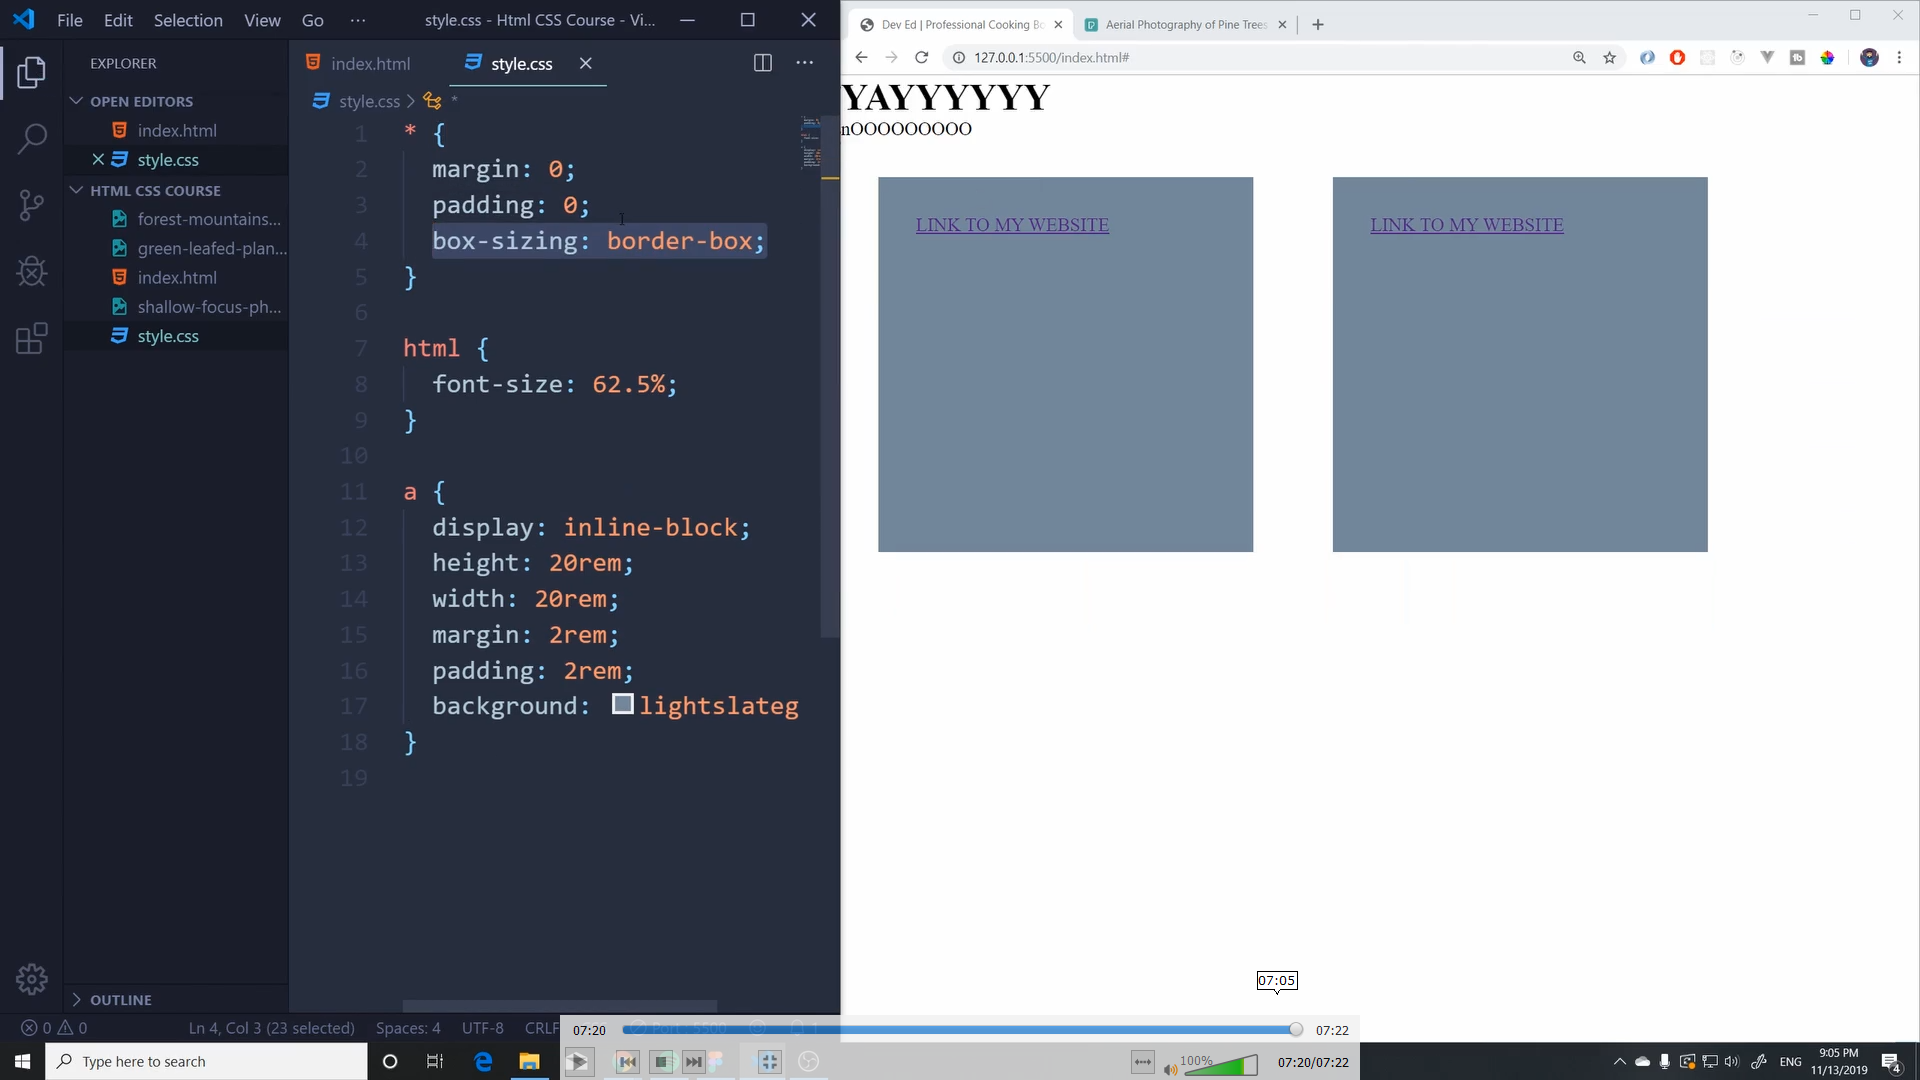 File Edit Selection View Go ··· style.css - Html CSS Course - Vi...
EXPLORER
OPEN EDITORS
index.html
style.css
HTML CSS COURSE
forest-mountains...
green-leafed-plan...
index.html
shallow-focus-ph...
style.css
OUTLINE
index.html style.css
style.css > *
1 * {
2 margin: 0;
3 padding: 0;
4 box-sizing: border-box;
5 }
6
7 html {
8 font-size: 62.5%;
9 }
10
11 a {
12 display: inline-block;
13 height: 20rem;
14 width: 20rem;
15 margin: 2rem;
16 padding: 2rem;
17 background: lightslateg
18 }
19
0 0 Ln 4, Col 3 (23 selected) Spaces: 4 UTF-8 CRLF Port: 5500
Dev Ed | Professional Cooking Bo Aerial Photography of Pine Trees
127.0.0.1:5500/index.html#
YAYYYYYY
nOOOOOOOOO
LINK TO MY WEBSITE LINK TO MY WEBSITE
07:05
07:20 07:22
100% 07:20/07:22
Type here to search
ENG 9:05 PM
11/13/2019 4